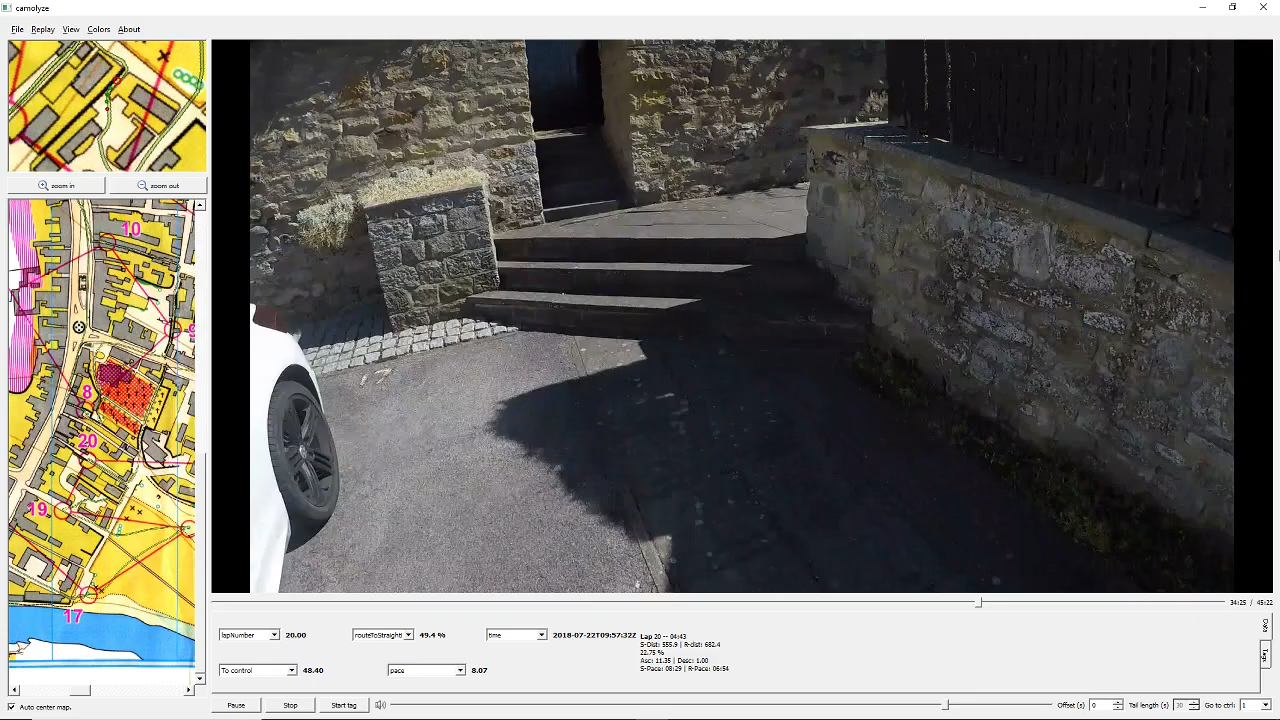 camolyze
File Replay View Colors About
zoom in zoom out
10
8
20
19
17
34:25 / 45:22
lapNumber 20.00 routeToStraightl 49.4 % time 2018-07-22T09:57:32Z
Lap 20 -- 04:43
S-Dist: 555.9 | R-dist: 682.4
22.75 %
Asc: 11.35 | Desc: 1.00
S-Pace: 08:29 | R-Pace: 06:54
To control 48.40 pace 8.07
Tags
Auto center map.
Pause Stop Start tag
Offset (s) 0 Tail length (s) 30 Go to ctrl: 1